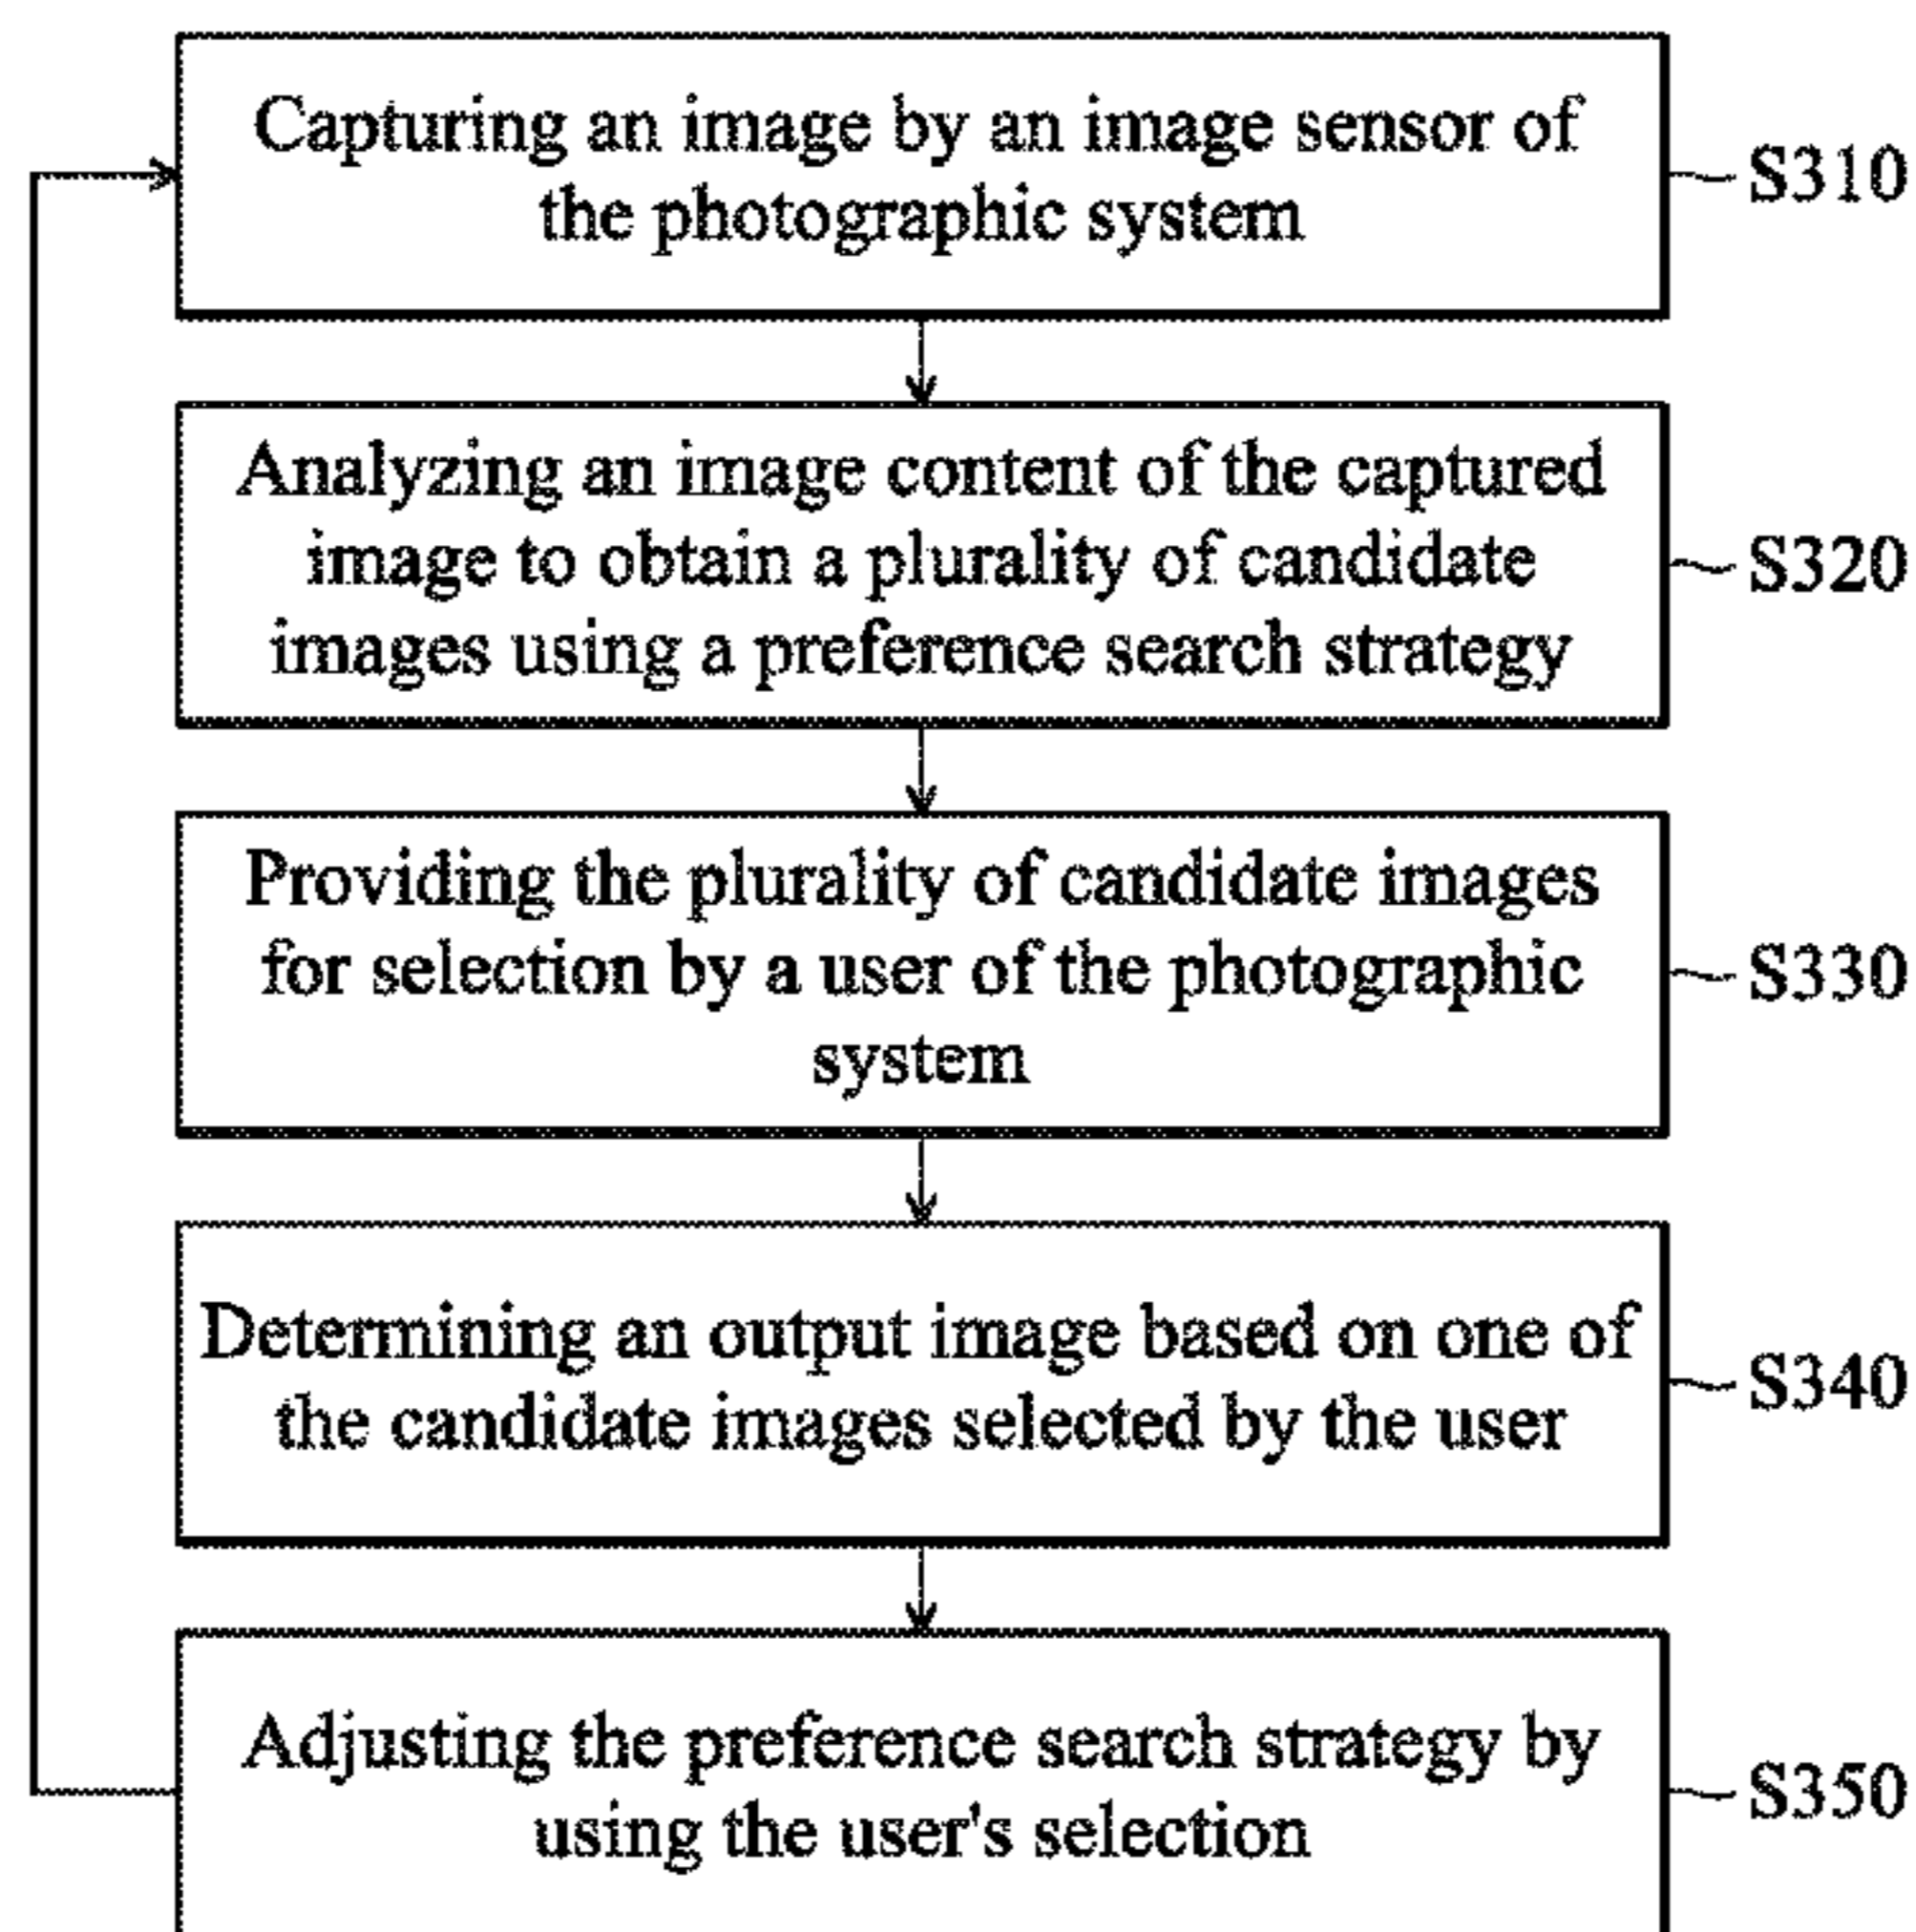 Capturing an image by an image sensor of
the photographic system
S310
Analyzing an image content of the captured
image to obtain a plurality of candidate
images using a preference search strategy
S320
Providing the plurality of candidate images
for selection by a user of the photographic
system
S330
Determining an output image based on one of
the candidate images selected by the user
S340
Adjusting the preference search strategy by
using the user's selection
S350